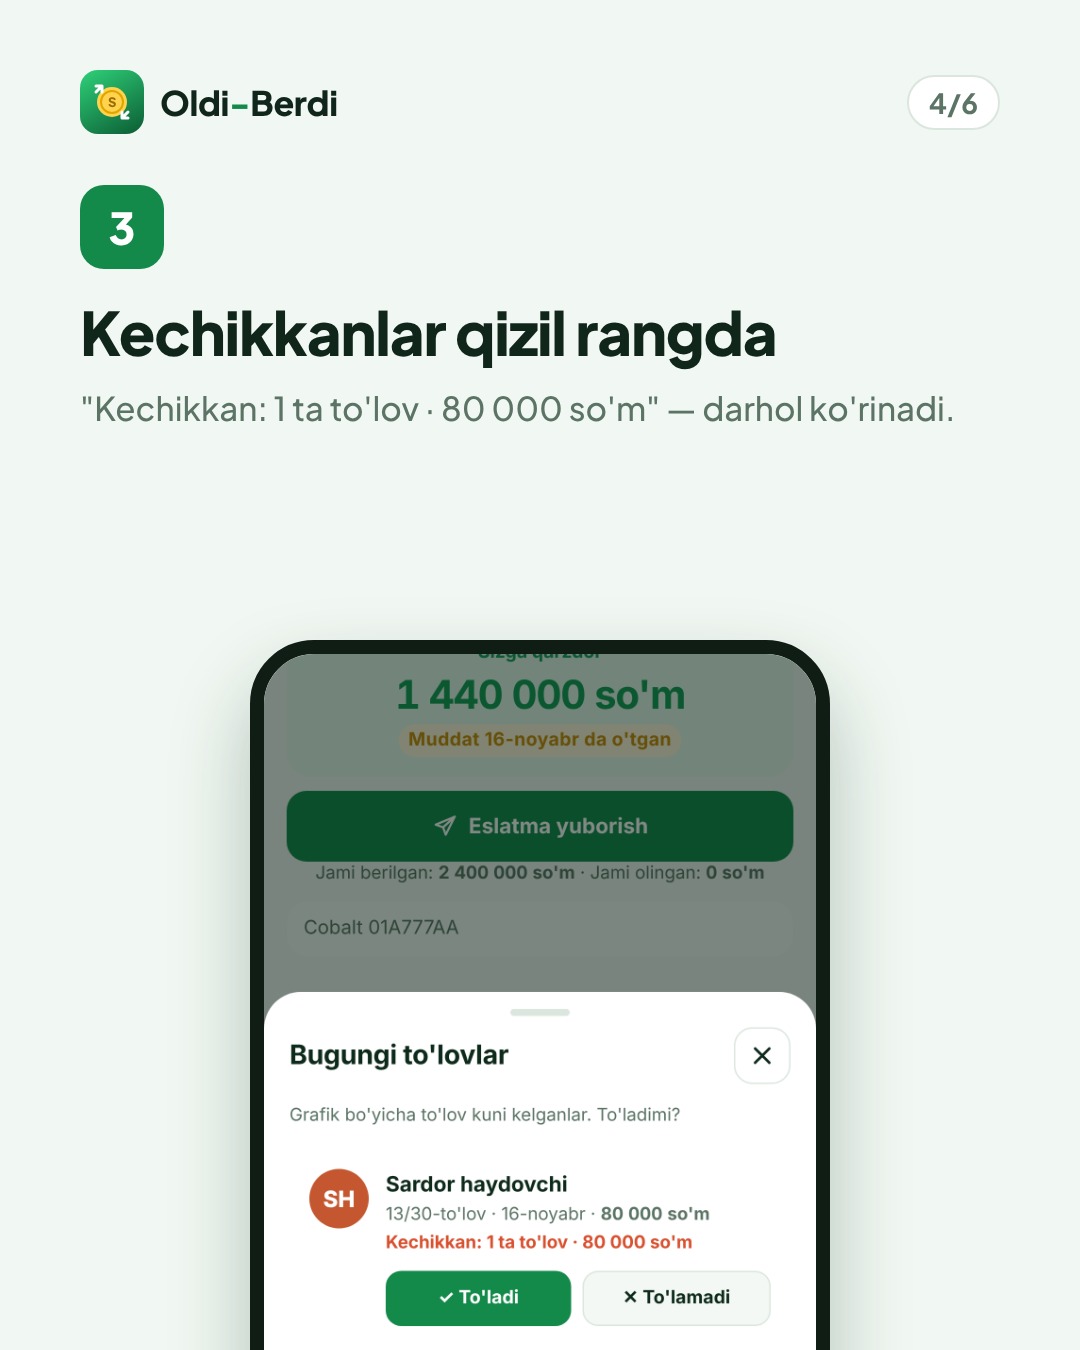 Oldi-Berdi
4/6
3
Kechikkanlar qizil rangda
"Kechikkan: 1 ta to'lov · 80 000 so'm" — darhol ko'rinadi.
1 440 000 so'm
Muddat 16-noyabr da o'tgan
Eslatma yuborish
Jami berilgan: 2 400 000 so'm · Jami olingan: 0 so'm
Cobalt 01A777AA
Bugungi to'lovlar
Grafik bo'yicha to'lov kuni kelganlar. To'ladimi?
SH
Sardor haydovchi
13/30-to'lov · 16-noyabr · 80 000 so'm
Kechikkan: 1 ta to'lov · 80 000 so'm
✓ To'ladi
✕ To'lamadi